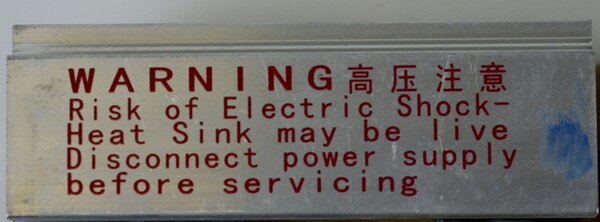 WARNING高压注意
Risk of Electric Shock-
Heat Sink may be live
Disconnect power supply
before servicing